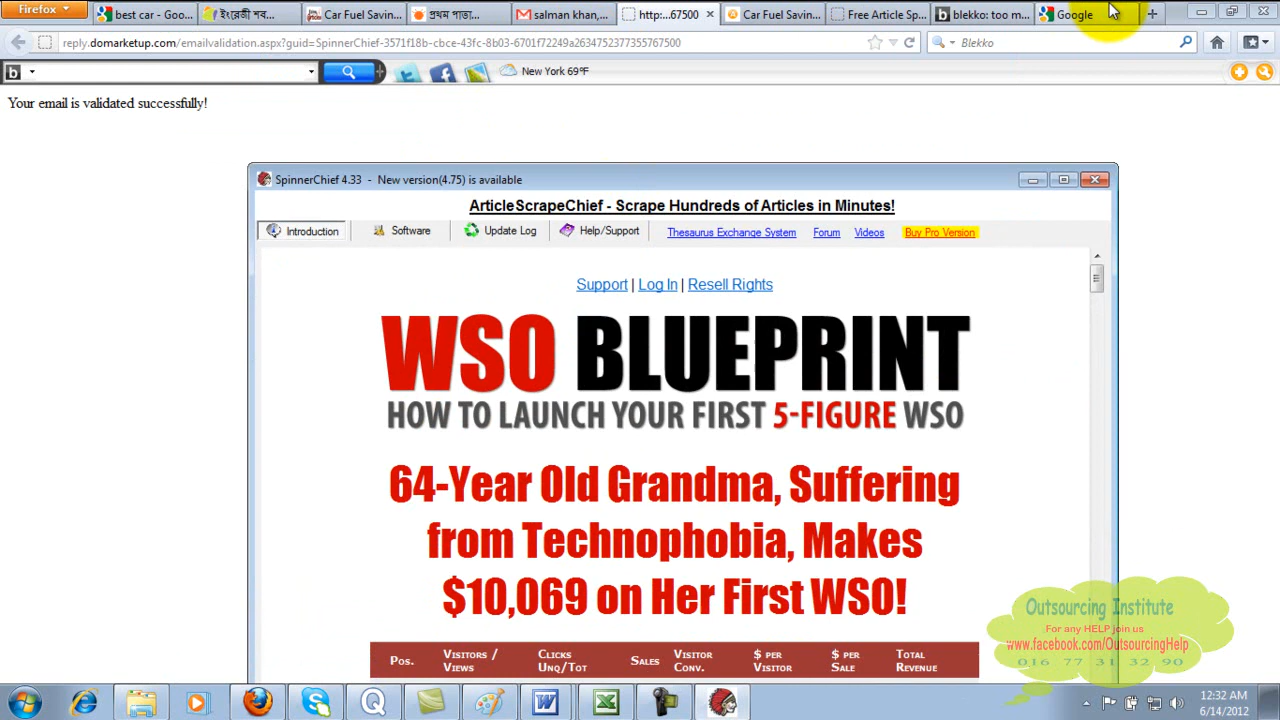 Firefox
best car - Goo...
ইংরেজী শব...
Car Fuel Savin...
প্রথম পাতা...
salman khan,...
http:...67500
Car Fuel Savin...
Free Article Sp...
blekko: too m...
Google
reply.domarketup.com/emailvalidation.aspx?guid=SpinnerChief-3571f18b-cbce-43fc-8b03-6701f72249a2634752377355767500
Blekko
New York 69°F
Your email is validated successfully!
SpinnerChief 4.33 - New version(4.75) is available
ArticleScrapeChief - Scrape Hundreds of Articles in Minutes!
Introduction
Software
Update Log
Help/Support
Thesaurus Exchange System
Forum
Videos
Buy Pro Version
Support | Log In | Resell Rights
WSO BLUEPRINT
HOW TO LAUNCH YOUR FIRST 5-FIGURE WSO
64-Year Old Grandma, Suffering
from Technophobia, Makes
$10,069 on Her First WSO!
Pos.
Visitors / Views
Clicks Unq/Tot
Sales
Visitor Conv.
$ per Visitor
$ per Sale
Total Revenue
Outsourcing Institute
For any HELP join us
www.facebook.com/OutsourcingHelp
016 77 31 32 90
12:32 AM
6/14/2012